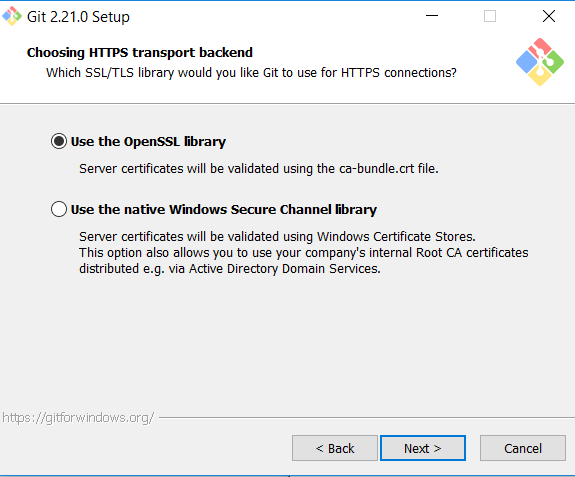 Git 2.21.0 Setup
Choosing HTTPS transport backend
Which SSL/TLS library would you like Git to use for HTTPS connections?
Use the OpenSSL library
Server certificates will be validated using the ca-bundle.crt file.
Use the native Windows Secure Channel library
Server certificates will be validated using Windows Certificate Stores.
This option also allows you to use your company's internal Root CA certificates
distributed e.g. via Active Directory Domain Services.
https://gitforwindows.org/
< Back
Next >
Cancel